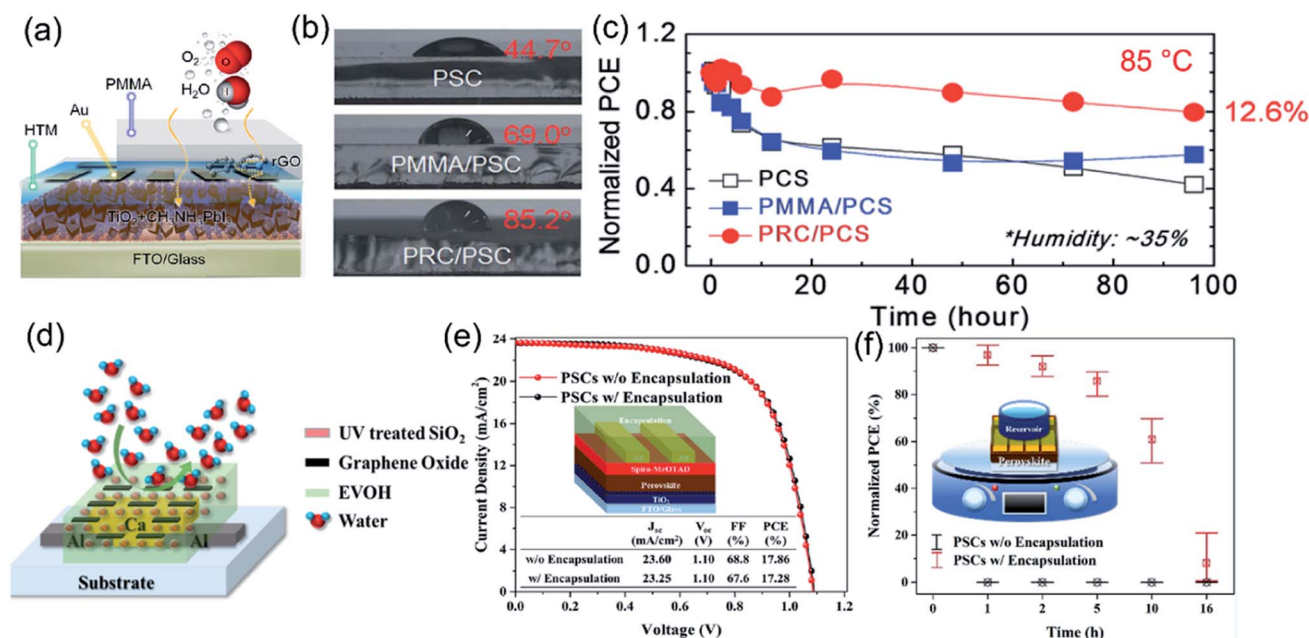 (a)
O₂
O
H₂O
H
PMMA
Au
HTM
rGO
TiO₂+CH₃NH₃PbI₃
FTO/Glass
(b)
44.7°
PSC
69.0°
PMMA/PSC
85.2°
PRC/PSC
(c)
Normalized PCE
1.2
0.8
0.4
0.0
85 °C
12.6%
PCS
PMMA/PCS
PRC/PCS
*Humidity: ~35%
0 20 40 60 80 100
Time (hour)
(d)
UV treated SiO₂
Graphene Oxide
EVOH
Water
Ca
Al Al
Substrate
(e)
Current Density (mA/cm²)
24
20
16
12
8
4
0
PSCs w/o Encapsulation
PSCs w/ Encapsulation
Encapsulation
Spiro-MeOTAD
Perovskite
TiO₂
FTO/Glass
Jsc Voc FF PCE
(mA/cm²) (V) (%) (%)
w/o Encapsulation 23.60 1.10 68.8 17.86
w/ Encapsulation 23.25 1.10 67.6 17.28
0.0 0.2 0.4 0.6 0.8 1.0 1.2
Voltage (V)
(f)
Normalized PCE (%)
100
80
60
40
20
0
Reservoir
Perpyskite
PSCs w/o Encapsulation
PSCs w/ Encapsulation
0 1 2 5 10 16
Time (h)